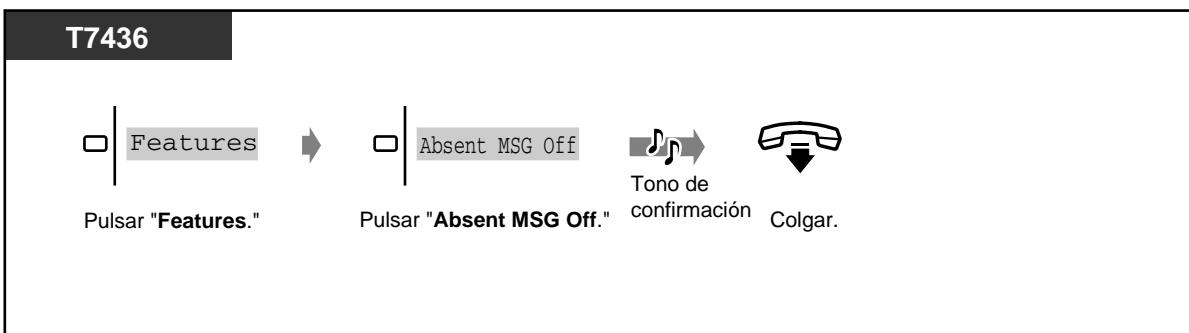 T7436
Features
Absent MSG Off
Pulsar "Features."
Pulsar "Absent MSG Off."
Tono de
confirmación
Colgar.